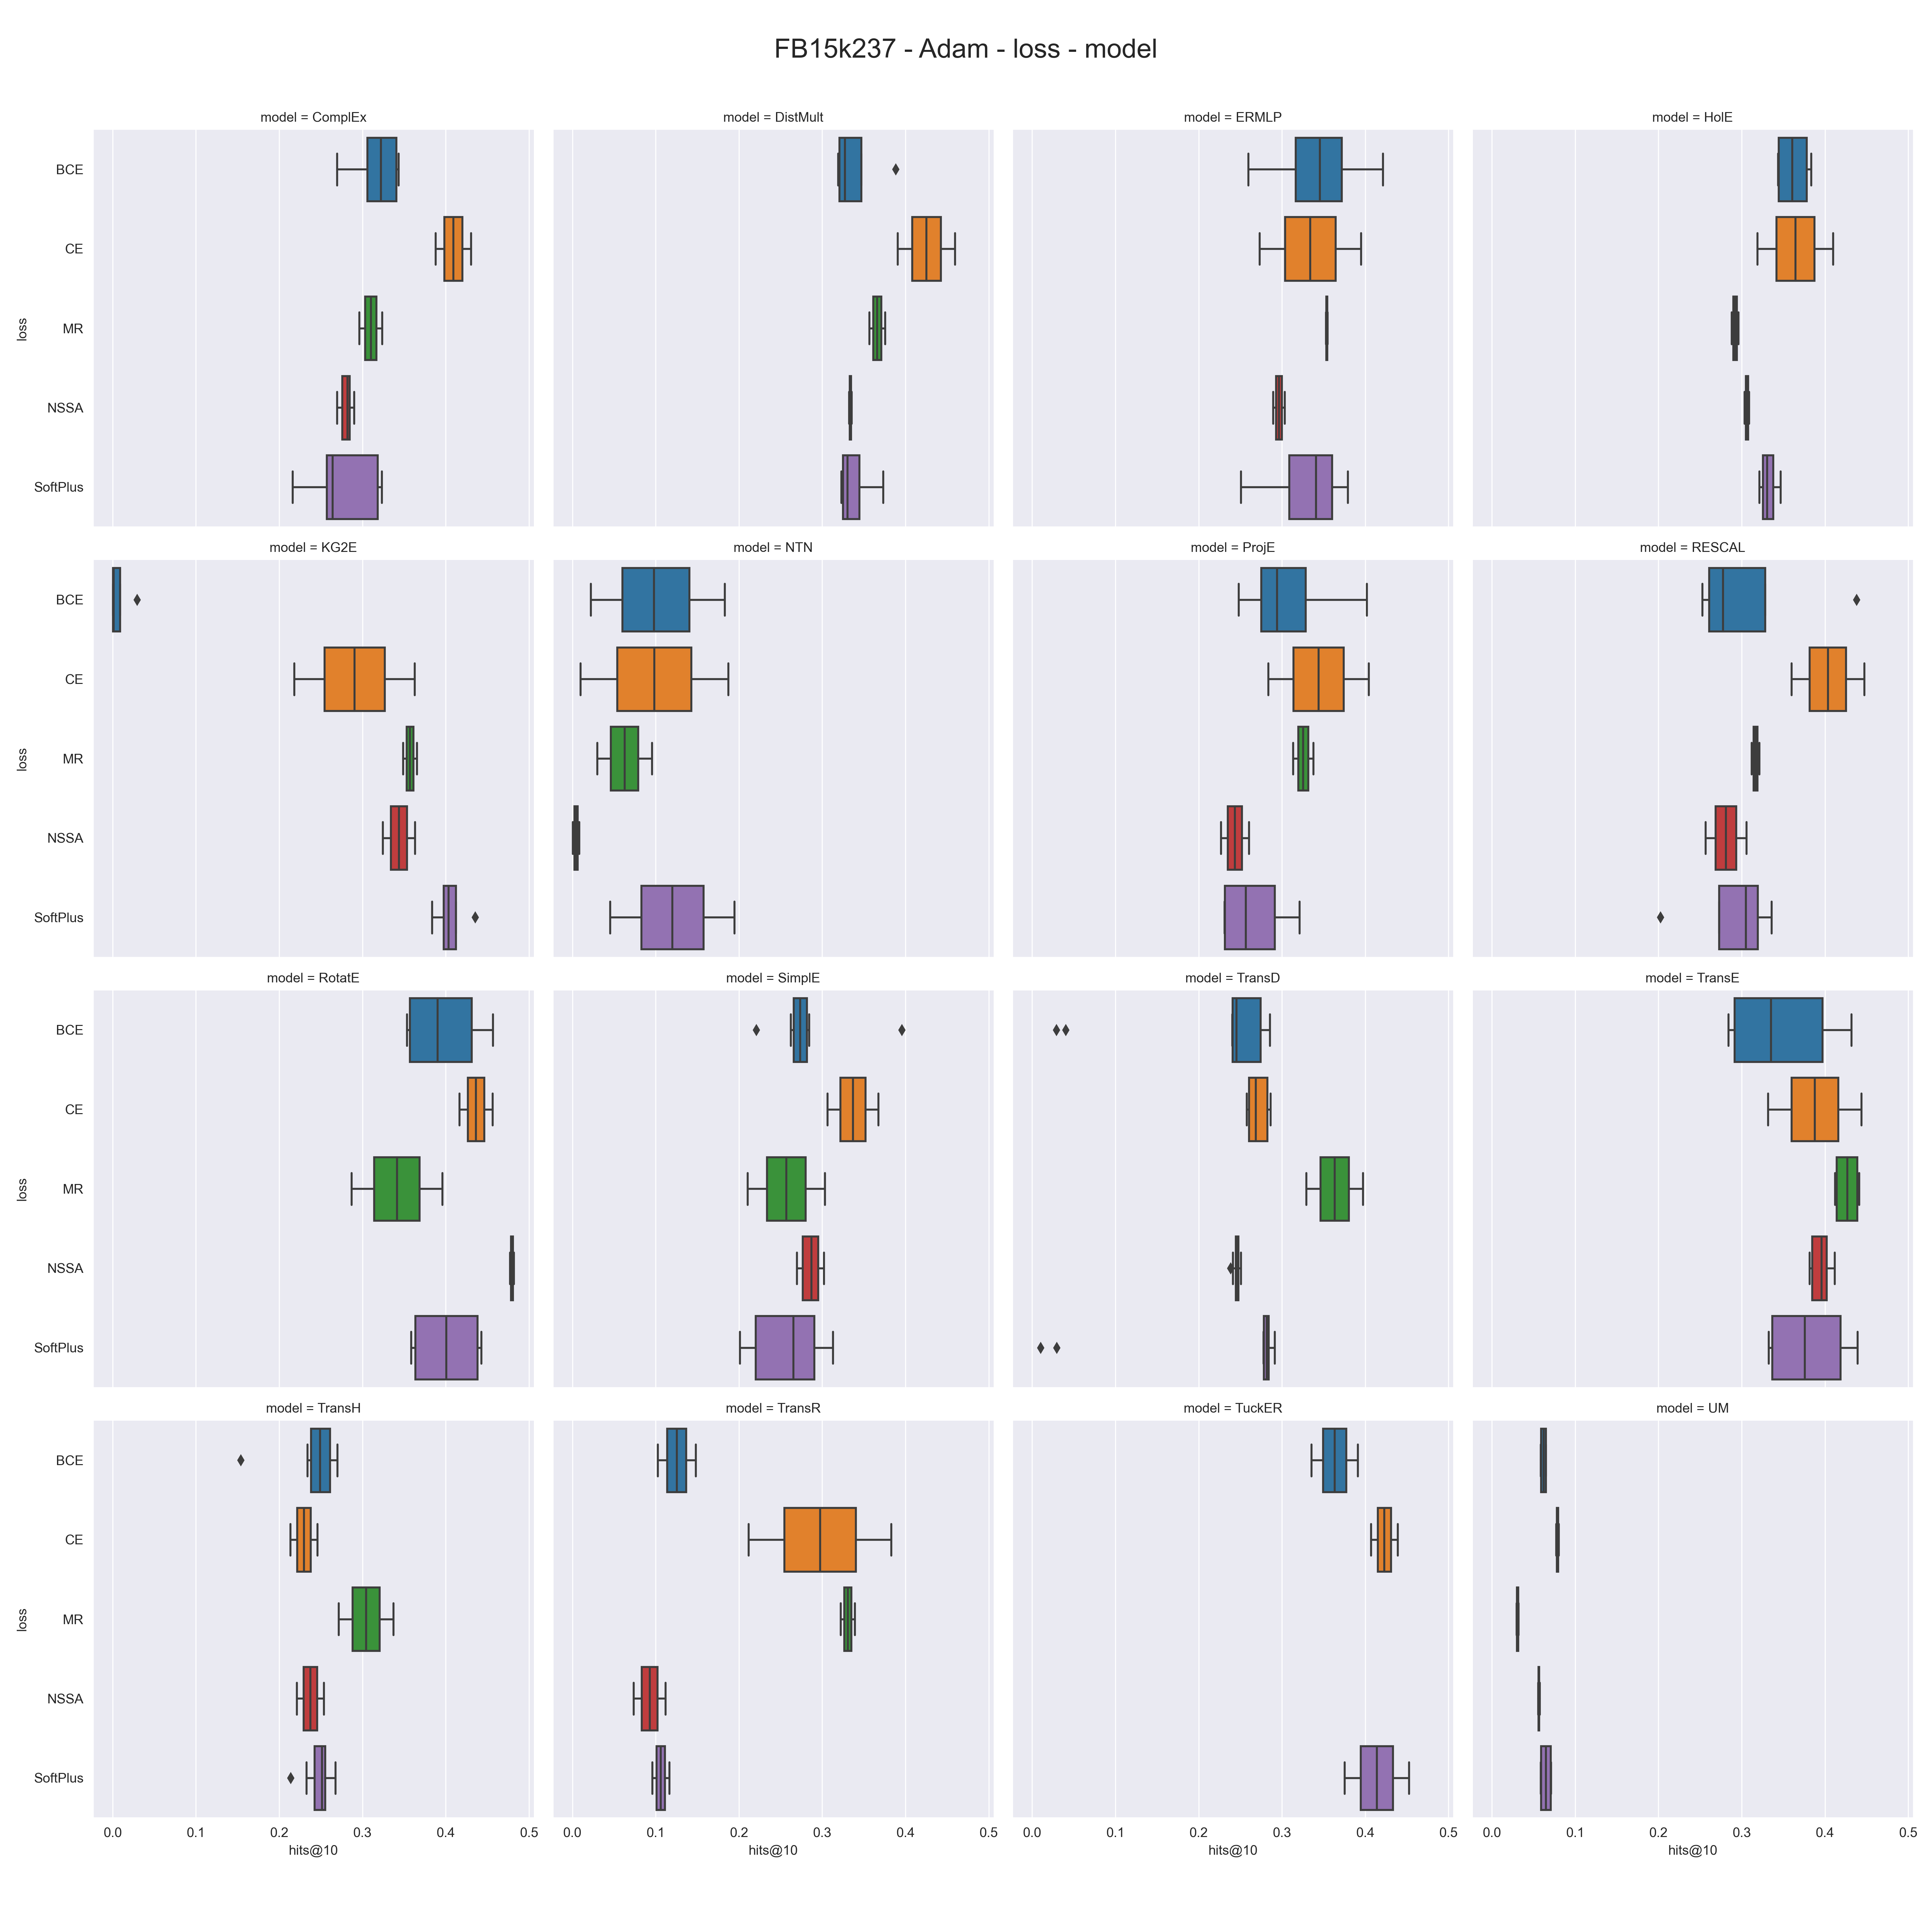 FB15k237 - Adam - loss - model
model = ComplEx
model = DistMult
model = ERMLP
model = HolE
BCE
CE
MR
NSSA
SoftPlus
loss
model = KG2E
model = NTN
model = ProjE
model = RESCAL
BCE
CE
MR
NSSA
SoftPlus
loss
model = RotatE
model = SimplE
model = TransD
model = TransE
BCE
CE
MR
NSSA
SoftPlus
loss
model = TransH
model = TransR
model = TuckER
model = UM
BCE
CE
MR
NSSA
SoftPlus
loss
0.0 0.1 0.2 0.3 0.4 0.5
hits@10
0.0 0.1 0.2 0.3 0.4 0.5
hits@10
0.0 0.1 0.2 0.3 0.4 0.5
hits@10
0.0 0.1 0.2 0.3 0.4 0.5
hits@10